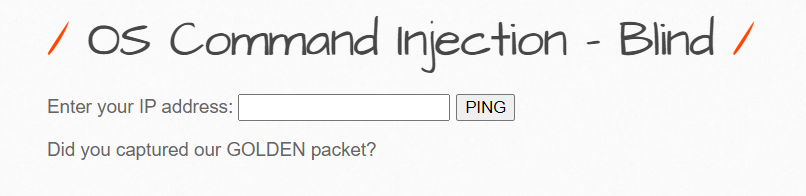 / OS Command Injection - Blind /
Enter your IP address: PING
Did you captured our GOLDEN packet?